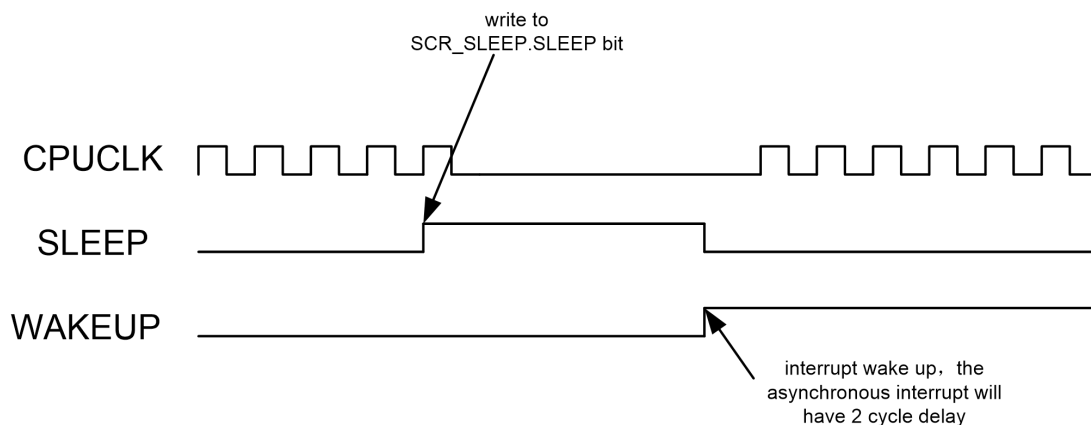 write to
SCR_SLEEP.SLEEP bit
CPUCLK
SLEEP
WAKEUP
interrupt wake up，the
asynchronous interrupt will
have 2 cycle delay